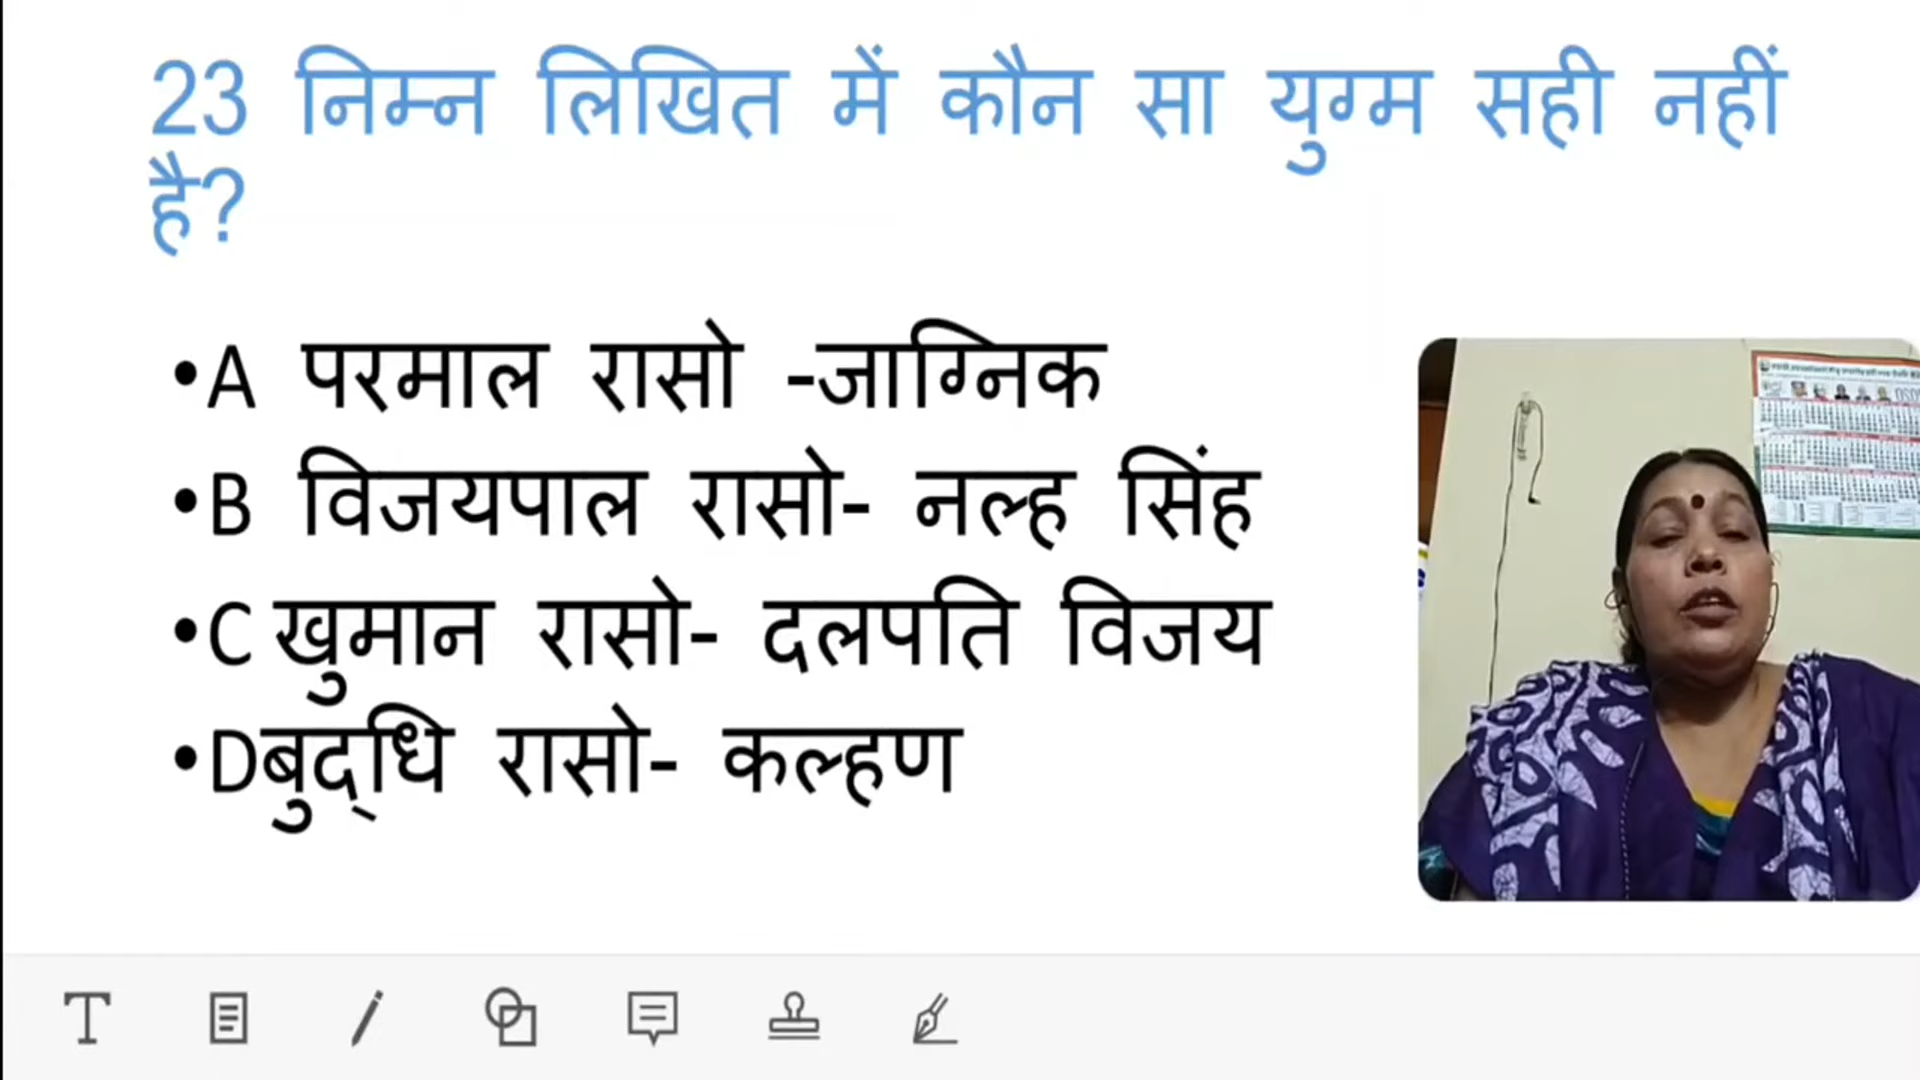 23 निम्न लिखित में कौन सा युग्म सही नहीं
है?
•A परमाल रासो -जाग्निक
•B विजयपाल रासो- नल्ह सिंह
•C खुमान रासो- दलपति विजय
•Dबुद्‌धि रासो- कल्हण